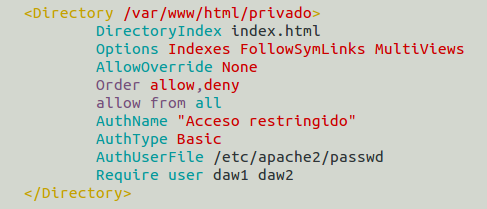 <Directory /var/www/html/privado>
DirectoryIndex index.html
Options Indexes FollowSymLinks MultiViews
AllowOverride None
Order allow,deny
allow from all
AuthName "Acceso restringido"
AuthType Basic
AuthUserFile /etc/apache2/passwd
Require user daw1 daw2
</Directory>